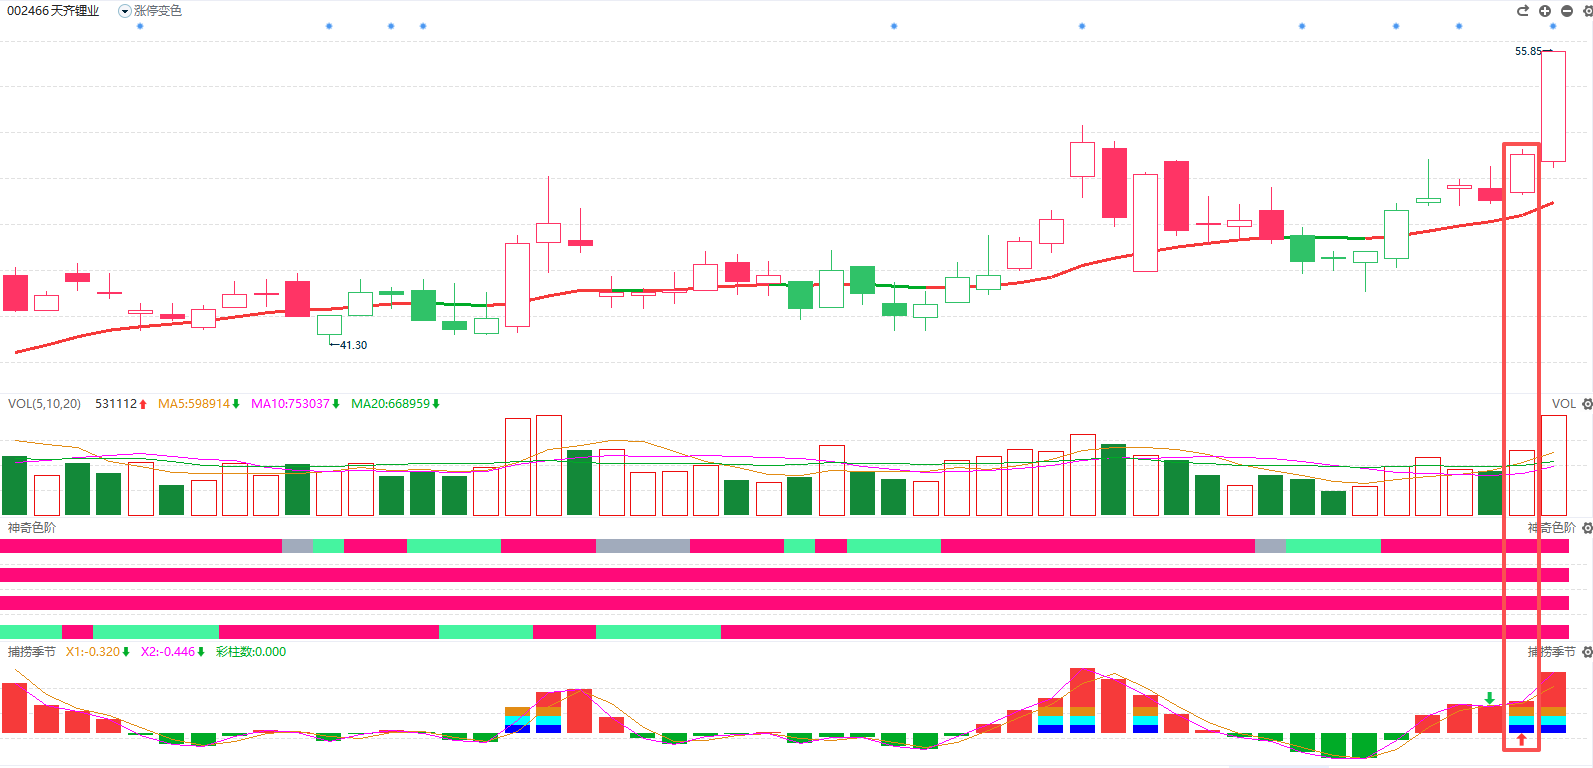 002466 天齐锂业 涨停变色
55.85
41.30
VOL(5,10,20) 531112 MA5:598914 MA10:753037 MA20:668959 VOL
神奇色阶 神奇色阶
捕捞季节 X1:-0.320 X2:-0.446 彩柱数:0.000 捕捞季节